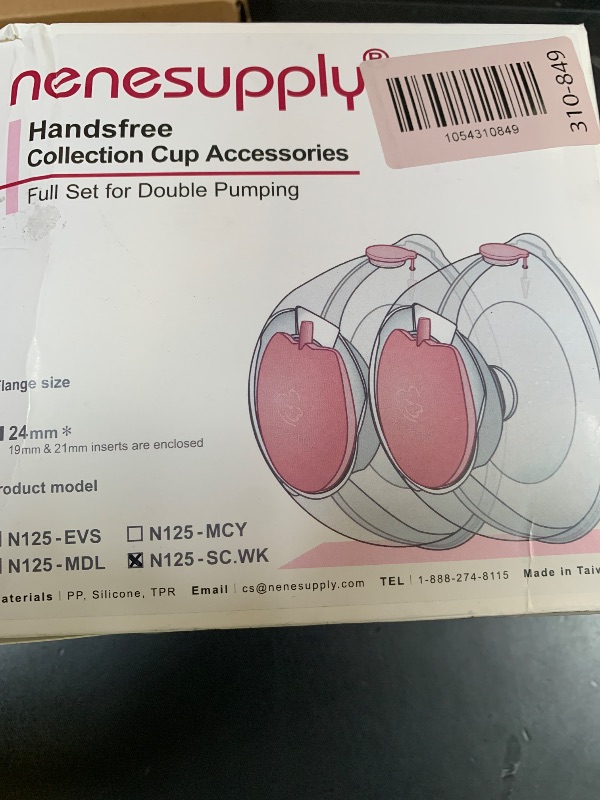 nenesupply®
1054310849
310-849
Handsfree
Collection Cup Accessories
Full Set for Double Pumping
lange size
24mm*
19mm & 21mm inserts are enclosed
roduct model
N125-EVS
N125-MCY
N125-MDL
N125-SC.WK
aterials | PP, Silicone, TPR Email | cs@nenesupply.com TEL | 1-888-274-8115 Made in Taiw